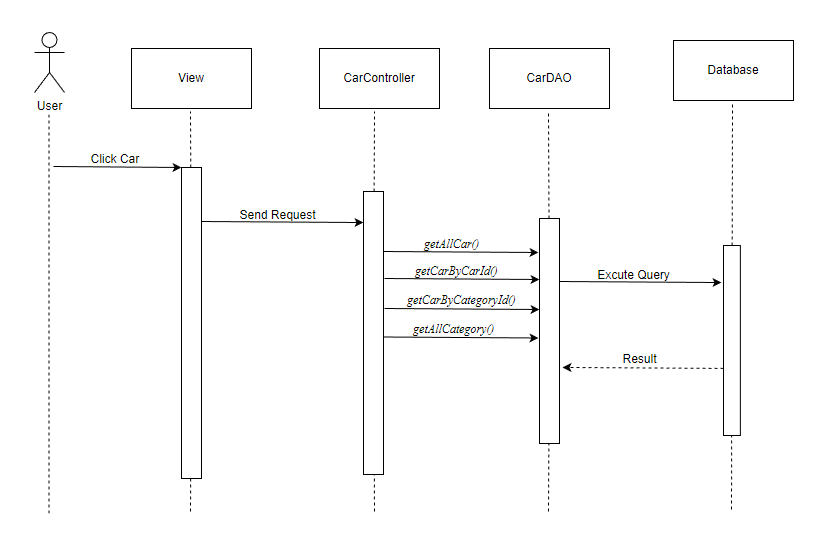 View
CarController
CarDAO
Database
User
Click Car
Send Request
getAllCar()
getCarByCarId()
Excute Query
getCarByCategoryId()
getAllCategory()
Result